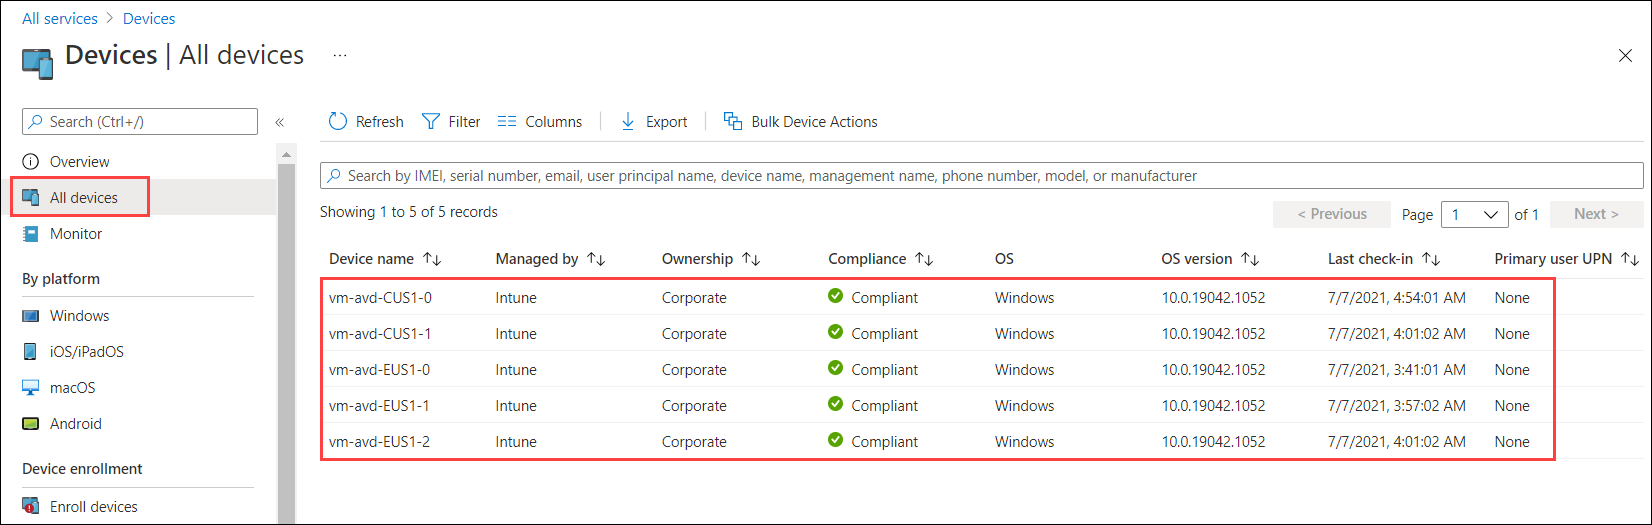 All services > Devices
Devices | All devices ...
Search (Ctrl+/) «
Overview
All devices
Monitor
By platform
Windows
iOS/iPadOS
macOS
Android
Device enrollment
Enroll devices
Refresh Filter Columns Export Bulk Device Actions
Search by IMEI, serial number, email, user principal name, device name, management name, phone number, model, or manufacturer
Showing 1 to 5 of 5 records
< Previous Page 1 of 1 Next >
Device name ↑↓ Managed by ↑↓ Ownership ↑↓ Compliance ↑↓ OS OS version ↑↓ Last check-in ↑↓ Primary user UPN ↑↓
vm-avd-CUS1-0 Intune Corporate Compliant Windows 10.0.19042.1052 7/7/2021, 4:54:01 AM None
vm-avd-CUS1-1 Intune Corporate Compliant Windows 10.0.19042.1052 7/7/2021, 4:01:02 AM None
vm-avd-EUS1-0 Intune Corporate Compliant Windows 10.0.19042.1052 7/7/2021, 3:41:01 AM None
vm-avd-EUS1-1 Intune Corporate Compliant Windows 10.0.19042.1052 7/7/2021, 3:57:02 AM None
vm-avd-EUS1-2 Intune Corporate Compliant Windows 10.0.19042.1052 7/7/2021, 4:01:02 AM None